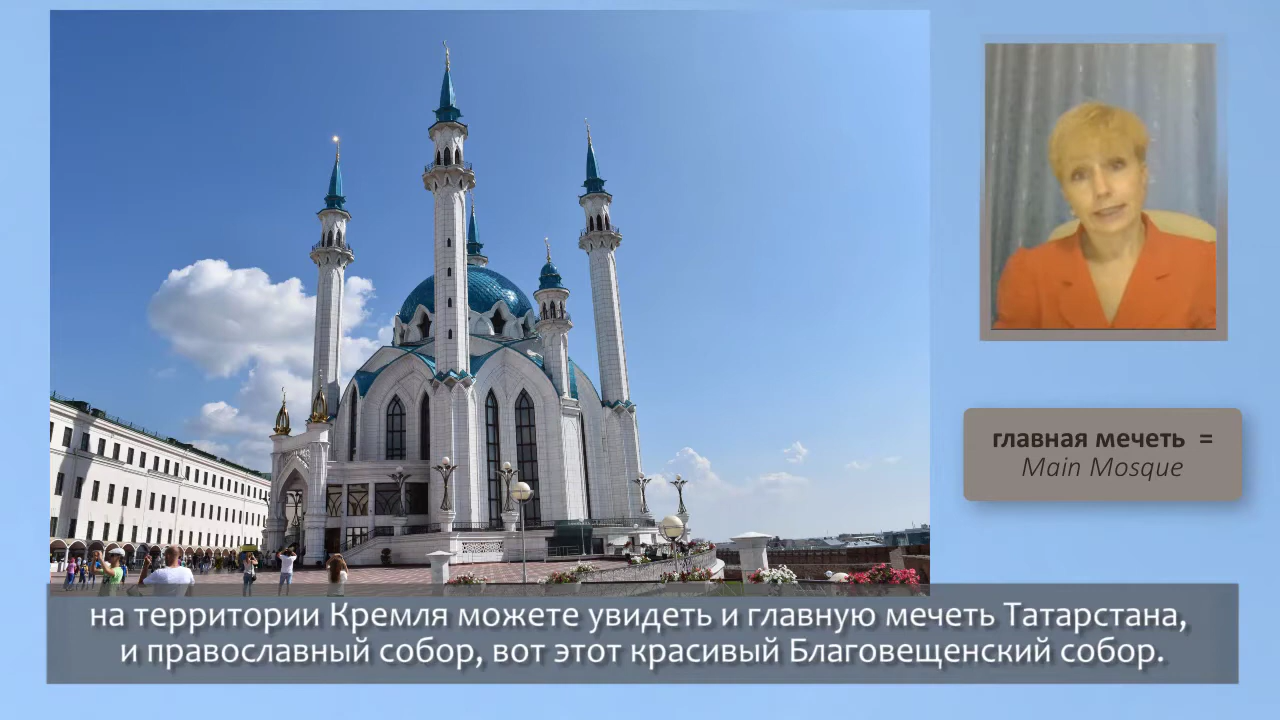 главная мечеть =
Main Mosque
на территории Кремля можете увидеть и главную мечеть Татарстана,
и православный собор, вот этот красивый Благовещенский собор.